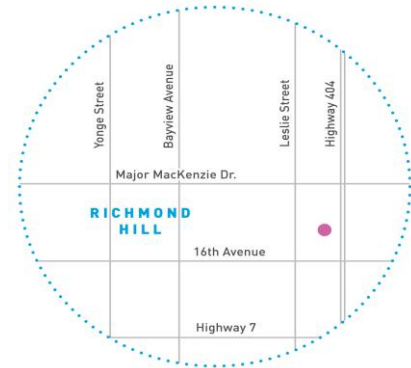 Yonge Street
Bayview Avenue
Leslie Street
Highway 404
Major MacKenzie Dr.
RICHMOND
HILL
16th Avenue
Highway 7